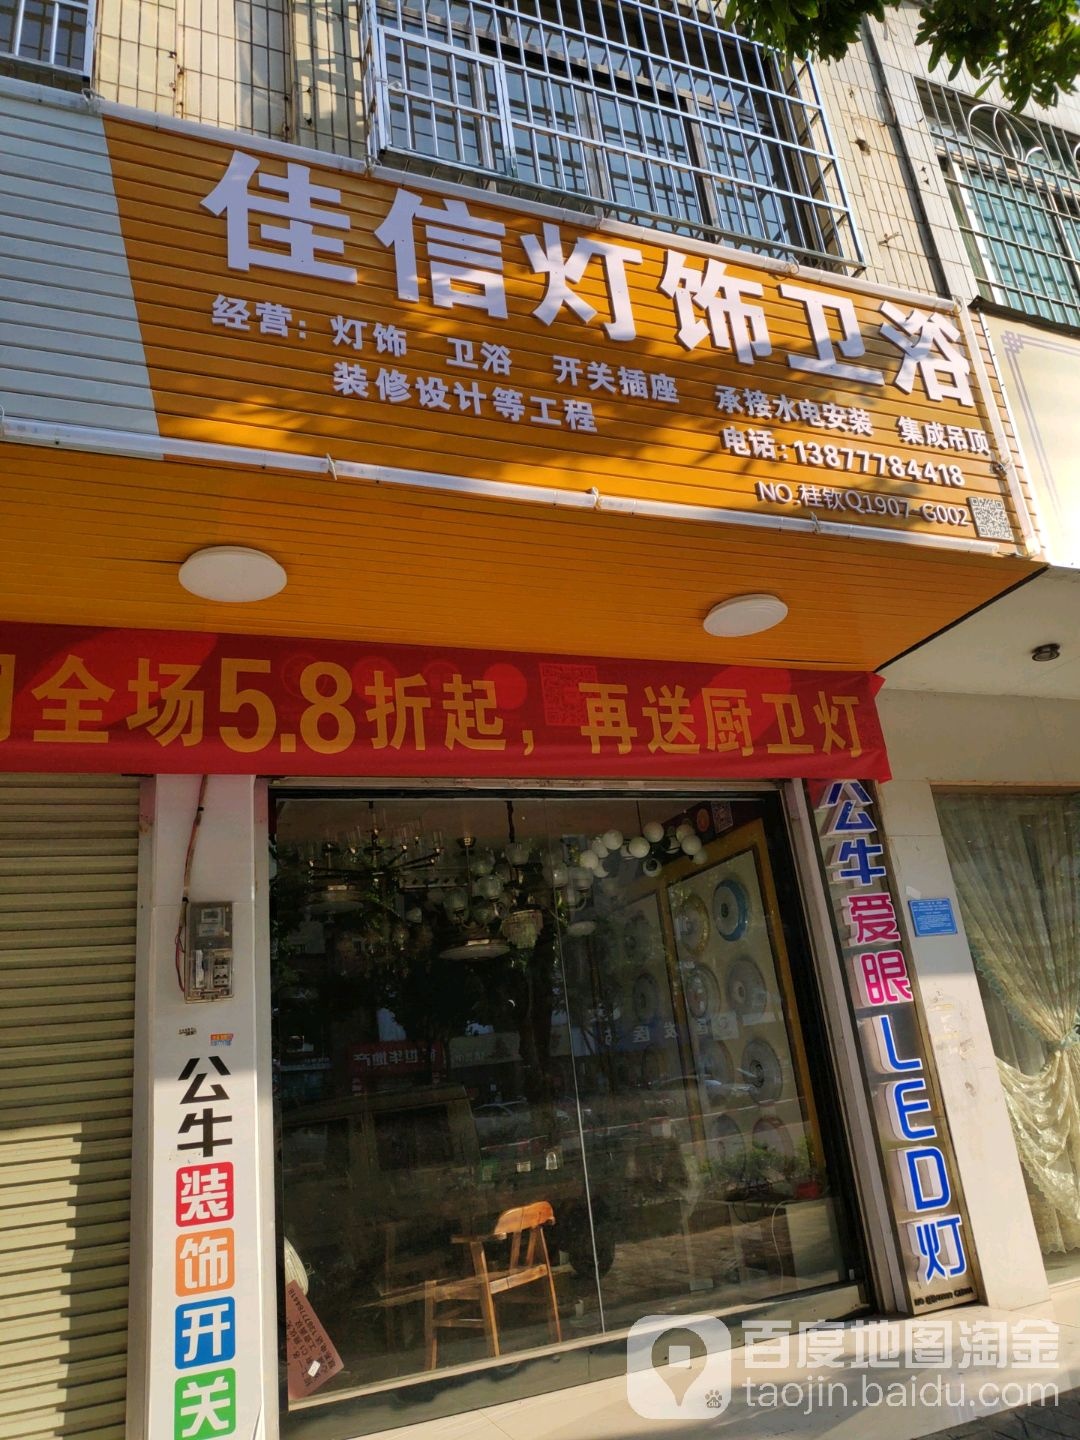 佳信灯饰卫浴
经营：灯饰 卫浴 开关插座 承接水电安装 集成吊顶
装修设计等工程
电话：13877784418
NO.桂钦Q1907-G002
全场5.8折起，再送厨卫灯
公牛装饰开关
公牛爱眼LED灯
百度地图淘金
taojin.baidu.com